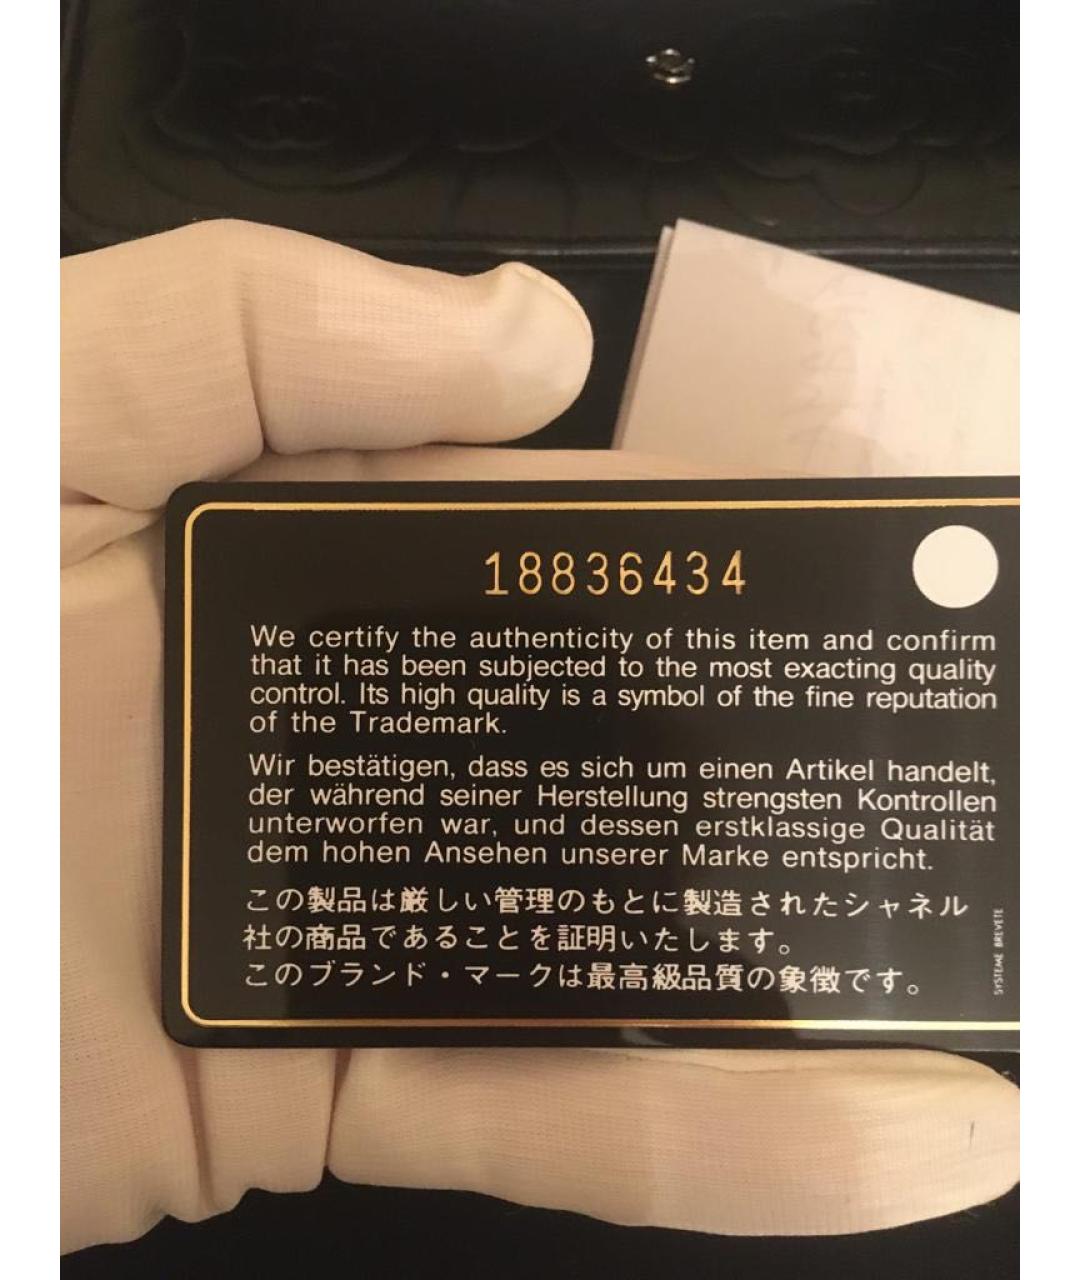 18836434
We certify the authenticity of this item and confirm
that it has been subjected to the most exacting quality
control. Its high quality is a symbol of the fine reputation
of the Trademark.
Wir bestätigen, dass es sich um einen Artikel handelt,
der während seiner Herstellung strengsten Kontrollen
unterworfen war, und dessen erstklassige Qualität
dem hohen Ansehen unserer Marke entspricht.
この製品は厳しい管理のもとに製造されたシャネル
社の商品であることを証明いたします。
このブランド・マークは最高級品質の象徴です。
SYSTEME BREVETE